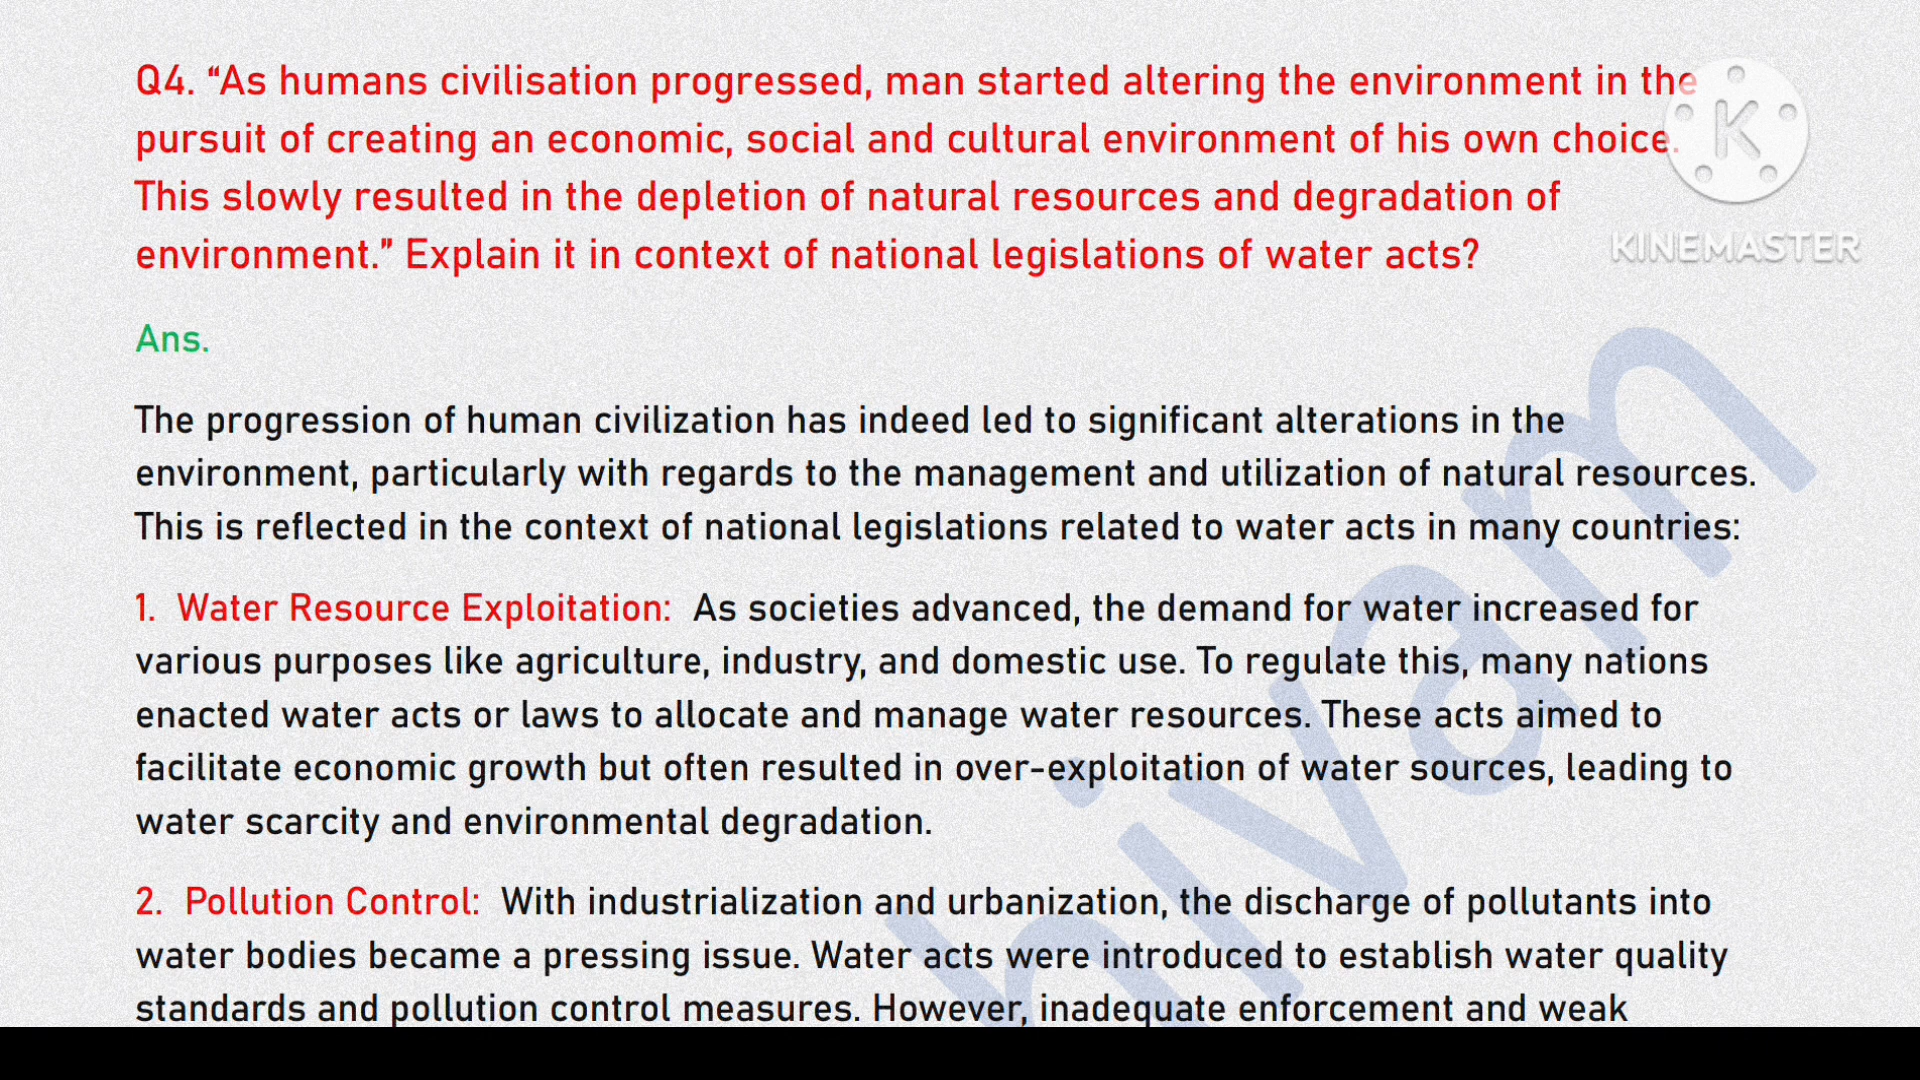 Q4. “As humans civilisation progressed, man started altering the environment in the
pursuit of creating an economic, social and cultural environment of his own choice.
This slowly resulted in the depletion of natural resources and degradation of
environment.” Explain it in context of national legislations of water acts?
K
KINEMASTER
Ans.
The progression of human civilization has indeed led to significant alterations in the
environment, particularly with regards to the management and utilization of natural resources.
This is reflected in the context of national legislations related to water acts in many countries:
1. Water Resource Exploitation: As societies advanced, the demand for water increased for
various purposes like agriculture, industry, and domestic use. To regulate this, many nations
enacted water acts or laws to allocate and manage water resources. These acts aimed to
facilitate economic growth but often resulted in over-exploitation of water sources, leading to
water scarcity and environmental degradation.
2. Pollution Control: With industrialization and urbanization, the discharge of pollutants into
water bodies became a pressing issue. Water acts were introduced to establish water quality
standards and pollution control measures. However, inadequate enforcement and weak
hivam